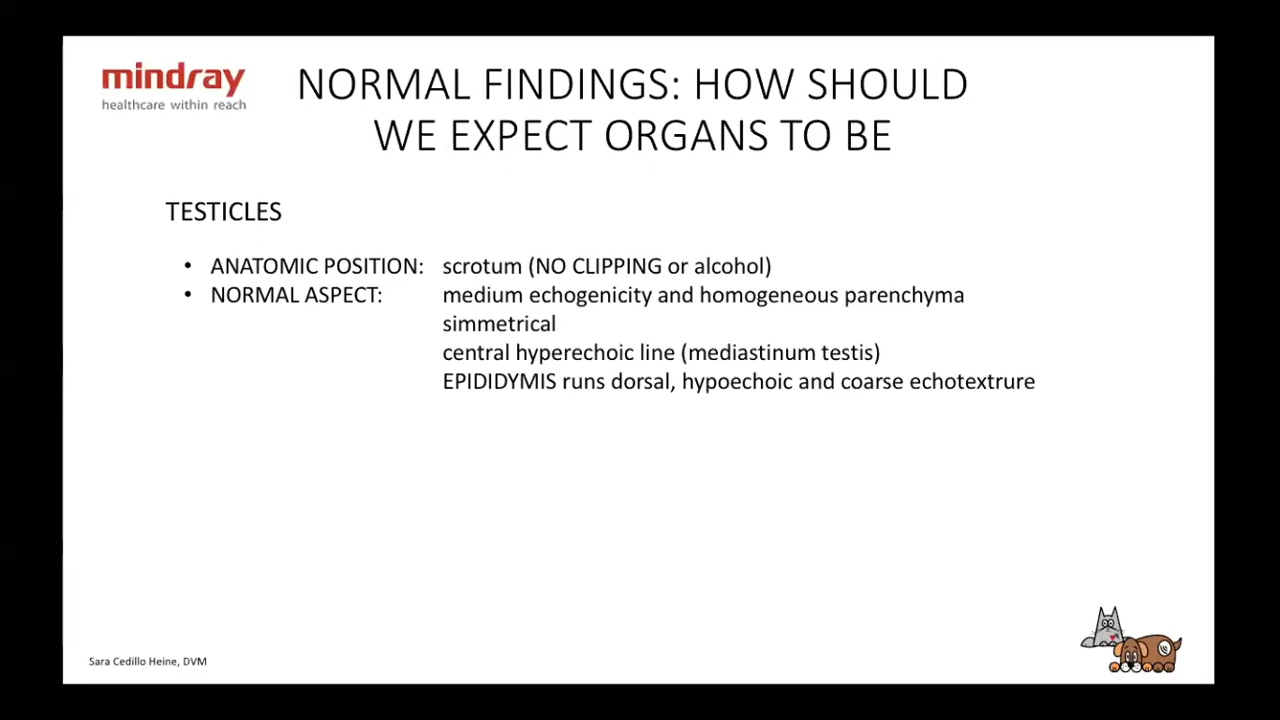 mindray
healthcare within reach
NORMAL FINDINGS: HOW SHOULD
WE EXPECT ORGANS TO BE
TESTICLES
• ANATOMIC POSITION: scrotum (NO CLIPPING or alcohol)
• NORMAL ASPECT: medium echogenicity and homogeneous parenchyma
simmetrical
central hyperechoic line (mediastinum testis)
EPIDIDYMIS runs dorsal, hypoechoic and coarse echotextrure
Sara Cedillo Heine, DVM